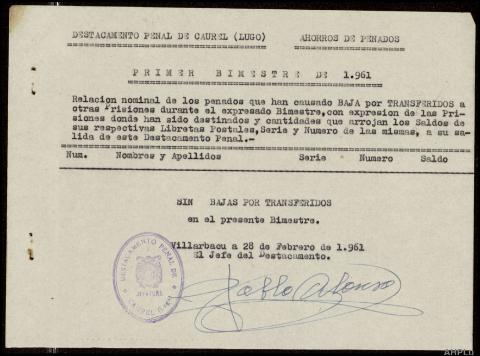 DESTACAMENTO PENAL DE CAUREL (LUGO) AHORROS DE PENADOS
PRIMER BIMESTRE DE 1.961
Relacion nominal de los penados que han causado BAJA por TRANSFERIDOS a
otras Prisiones durante el expresado Bimestre, con expresion de las Pri-
siones donde han sido destinados y cantidades que arrojan los Saldos de
sus respectivas Libretas Postales, Serie y Numero de las mismas, a su sa-
lida de este Destacamento Penal.-
Num. Nombres y Apellidos Serie Numero Saldo
SIN BAJAS POR TRANSFERIDOS
en el presente Bimestre.
Villarbacu a 28 de Febrero de 1.961
El Jefe del Destacamento.
DESTACAMENTO PENAL DE
JEFATURA
CAUREL
Pablo Alonso
AHPLU